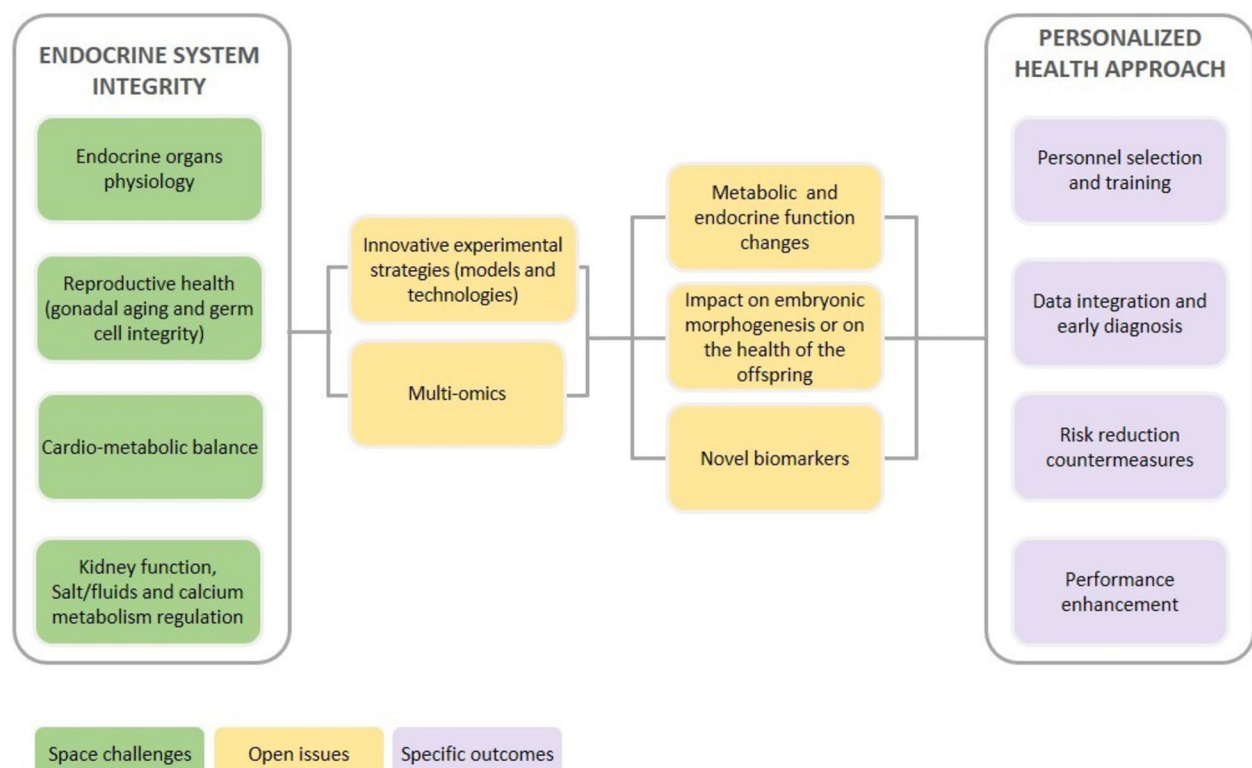 ENDOCRINE SYSTEM
INTEGRITY
Endocrine organs
physiology
Reproductive health
(gonadal aging and germ
cell integrity)
Cardio-metabolic balance
Kidney function,
Salt/fluids and calcium
metabolism regulation
Innovative experimental
strategies (models and
technologies)
Multi-omics
Metabolic and
endocrine function
changes
Impact on embryonic
morphogenesis or on
the health of the
offspring
Novel biomarkers
PERSONALIZED
HEALTH APPROACH
Personnel selection
and training
Data integration and
early diagnosis
Risk reduction
countermeasures
Performance
enhancement
Space challenges
Open issues
Specific outcomes